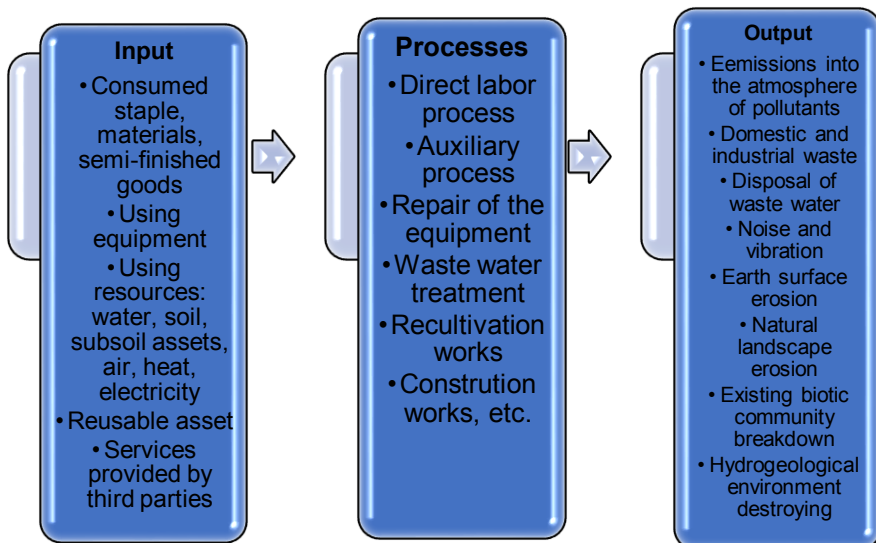 Input
•Consumed
staple,
materials,
semi-finished
goods
•Using
equipment
•Using
resources:
water, soil,
subsoil assets,
air, heat,
electricity
•Reusable asset
•Services
provided by
third parties
Processes
•Direct labor
process
•Auxiliary
process
•Repair of the
equipment
•Waste water
treatment
•Recultivation
works
•Constrution
works, etc.
Output
•Eemissions into
the atmosphere
of pollutants
•Domestic and
industrial waste
•Disposal of
waste water
•Noise and
vibration
•Earth surface
erosion
•Natural
landscape
erosion
•Existing biotic
community
breakdown
•Hydrogeological
environment
destroying